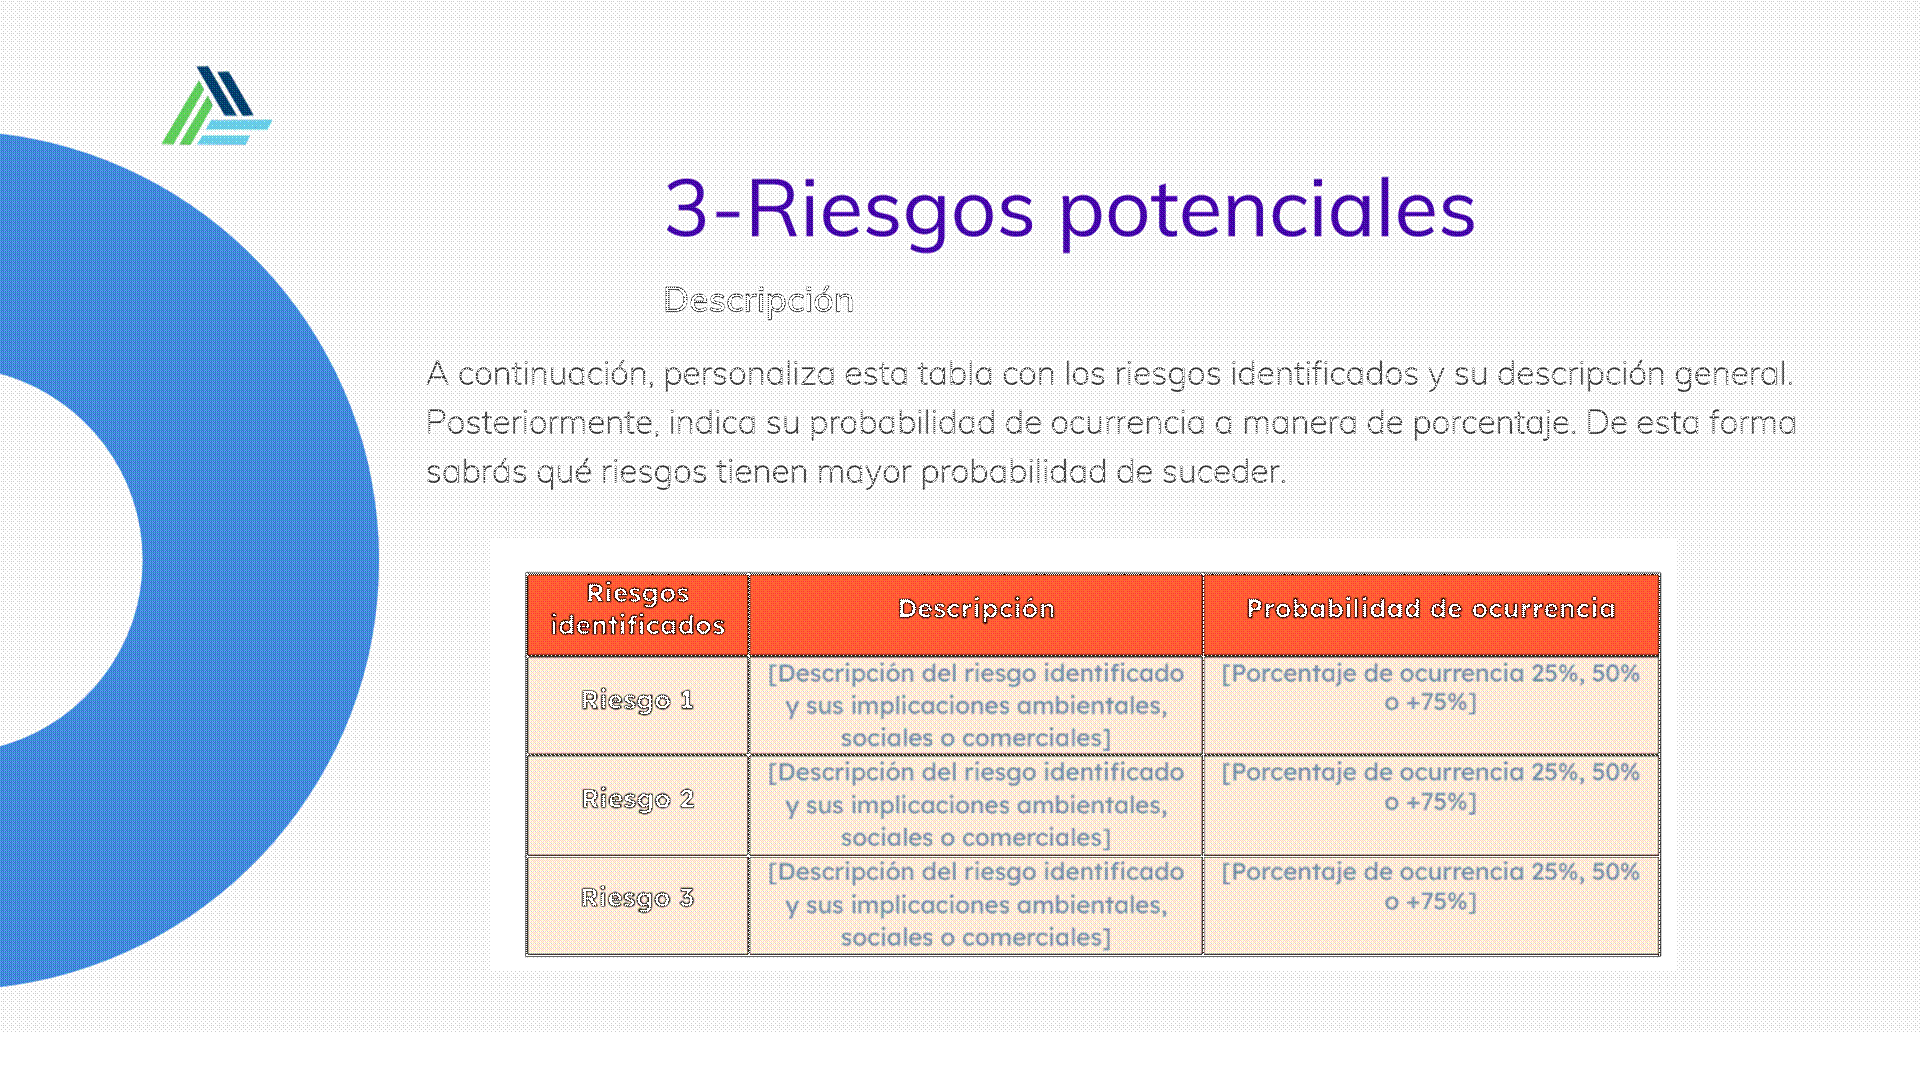 3-Riesgos potenciales
Descripción
A continuación, personaliza esta tabla con los riesgos identificados y su descripción general.
Posteriormente, indica su probabilidad de ocurrencia a manera de porcentaje. De esta forma
sabrás qué riesgos tienen mayor probabilidad de suceder.
Riesgos
identificados
Descripción
Probabilidad de ocurrencia
Riesgo 1
[Descripción del riesgo identificado
y sus implicaciones ambientales,
sociales o comerciales]
[Porcentaje de ocurrencia 25%, 50%
o +75%]
Riesgo 2
[Descripción del riesgo identificado
y sus implicaciones ambientales,
sociales o comerciales]
[Porcentaje de ocurrencia 25%, 50%
o +75%]
Riesgo 3
[Descripción del riesgo identificado
y sus implicaciones ambientales,
sociales o comerciales]
[Porcentaje de ocurrencia 25%, 50%
o +75%]